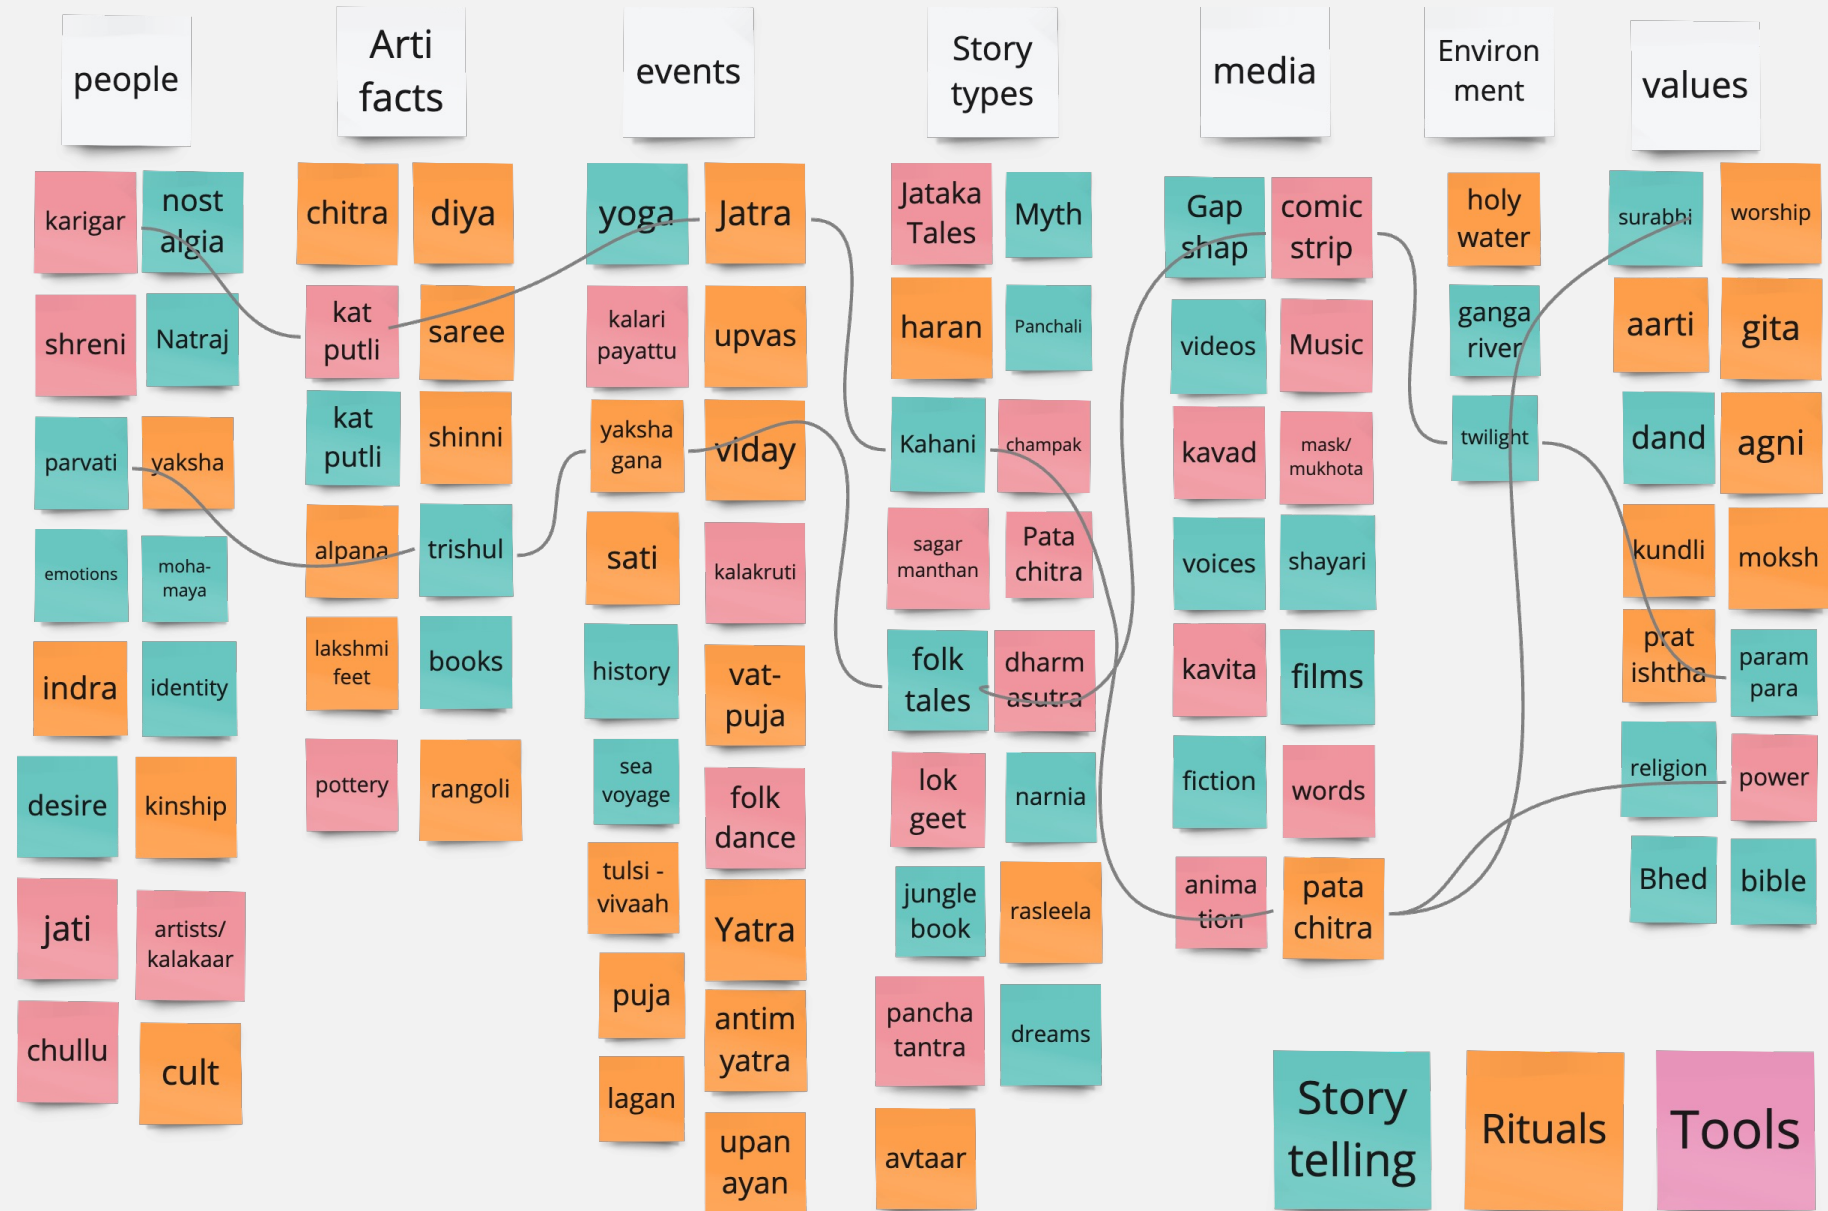 people
Arti
facts
events
Story
types
media
Environ
ment
values
karigar
nost
algia
shreni
Natraj
parvati
yaksha
emotions
moha-
maya
indra
identity
desire
kinship
jati
artists/
kalakaar
chullu
cult
chitra
diya
kat
putli
saree
kat
putli
shinni
alpana
trishul
lakshmi
feet
books
pottery
rangoli
yoga
Jatra
kalari
payattu
upvas
yaksha
gana
viday
sati
kalakruti
history
vat-
puja
sea
voyage
folk
dance
tulsi -
vivaah
Yatra
puja
antim
yatra
lagan
upan
ayan
Jataka
Tales
Myth
haran
Panchali
Kahani
champak
sagar
manthan
Pata
chitra
folk
tales
dharm
asutra
lok
geet
narnia
jungle
book
rasleela
pancha
tantra
dreams
avtaar
Gap
shap
comic
strip
videos
Music
kavad
mask/
mukhota
voices
shayari
kavita
films
fiction
words
anima
tion
pata
chitra
holy
water
ganga
river
twilight
surabhi
worship
aarti
gita
dand
agni
kundli
moksh
prat
ishtha
param
para
religion
power
Bhed
bible
Story
telling
Rituals
Tools